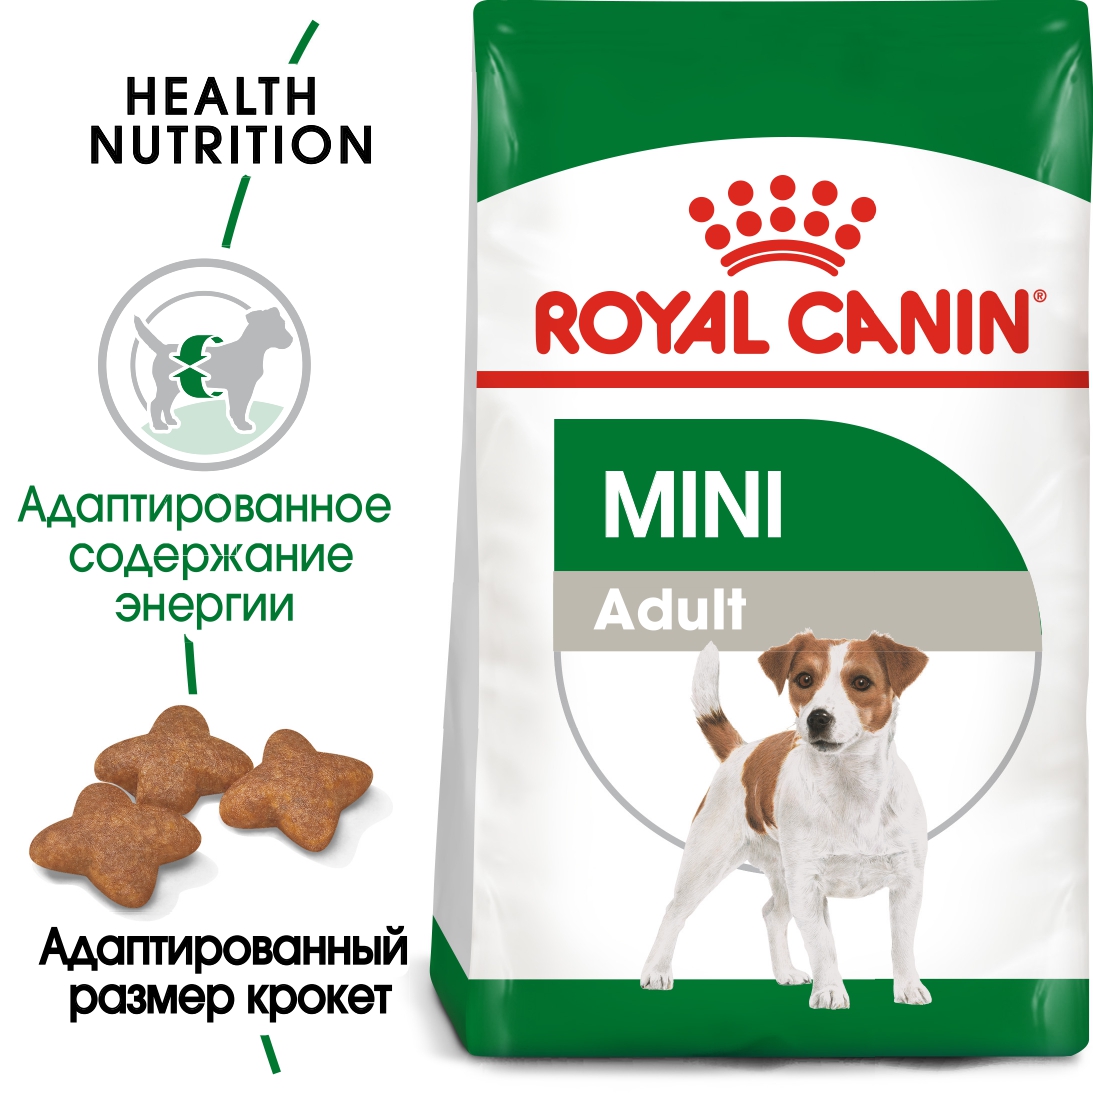 HEALTH
NUTRITION
Адаптированное
содержание
энергии
Адаптированный
размер крокет
ROYAL CANIN®
MINI
Adult